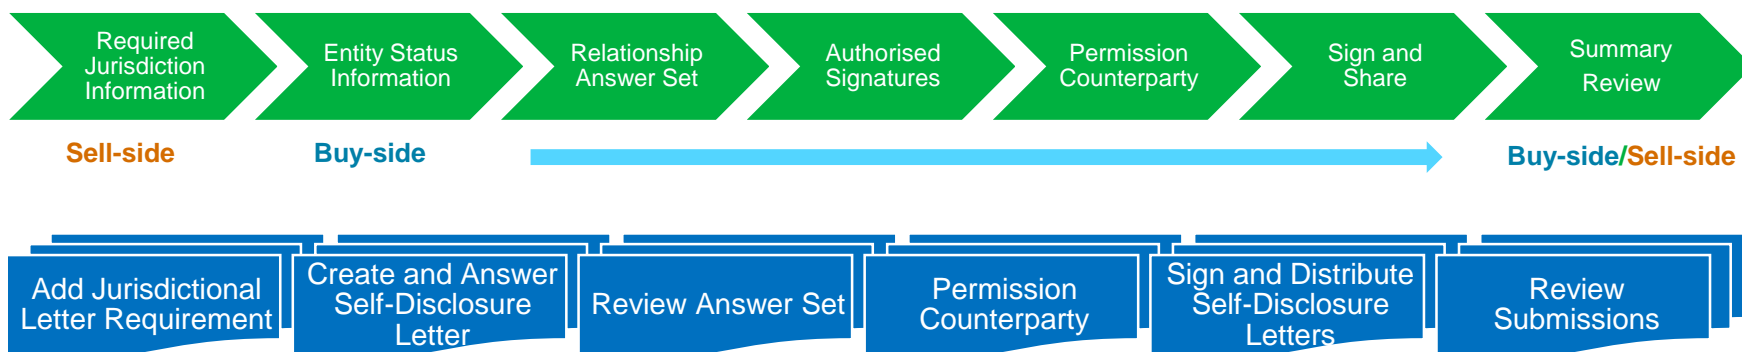 Required
Jurisdiction
Information
Entity Status
Information
Relationship
Answer Set
Authorised
Signatures
Permission
Counterparty
Sign and
Share
Summary
Review
Sell-side
Buy-side
Buy-side/Sell-side
Add Jurisdictional
Letter Requirement
Create and Answer
Self-Disclosure
Letter
Review Answer Set
Permission
Counterparty
Sign and Distribute
Self-Disclosure
Letters
Review
Submissions